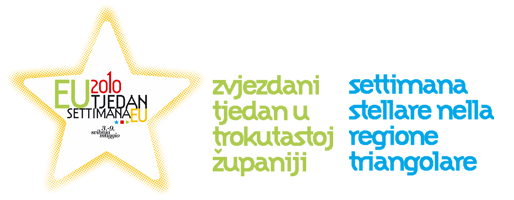 EU 2010
TJEDAN
SETTIMANA EU
3.-9.
svibnja
maggio
zvjezdani
tjedan u
trokutastoj
županiji
settimana
stellare nella
regione
triangolare